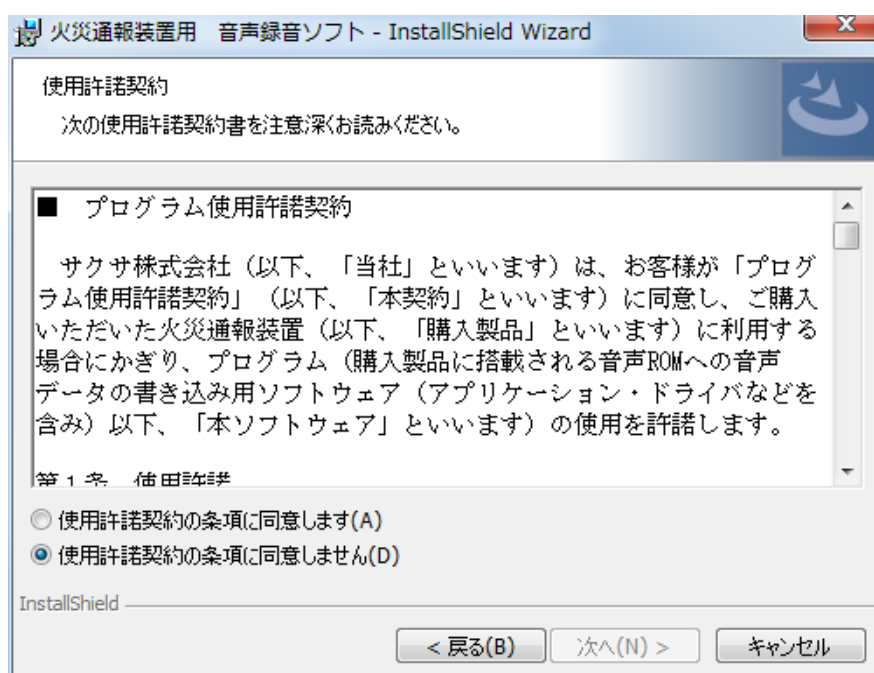 火災通報装置用　音声録音ソフト - InstallShield Wizard
使用許諾契約
次の使用許諾契約書を注意深くお読みください。
■　プログラム使用許諾契約
　サクサ株式会社（以下、「当社」といいます）は、お客様が「プログ
ラム使用許諾契約」（以下、「本契約」といいます）に同意し、ご購入
いただいた火災通報装置（以下、「購入製品」といいます）に利用する
場合にかぎり、プログラム（購入製品に搭載される音声ROMへの音声
データの書き込み用ソフトウェア（アプリケーション・ドライバなどを
含み）以下、「本ソフトウェア」といいます）の使用を許諾します。
第１条　使用許諾
使用許諾契約の条項に同意します(A)
使用許諾契約の条項に同意しません(D)
InstallShield
< 戻る(B)
次へ(N) >
キャンセル